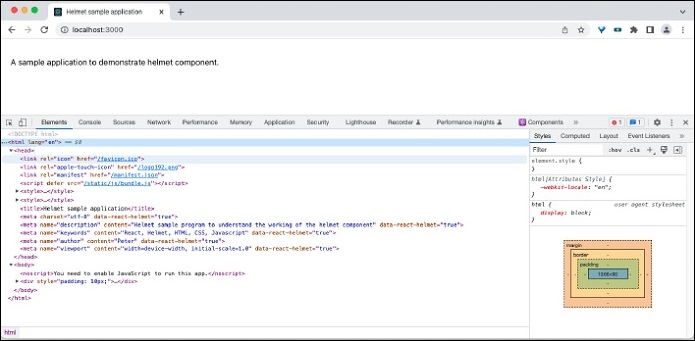 Helmet sample application
localhost:3000
A sample application to demonstrate helmet component.
Elements Console Sources Network Performance Memory Application Security Lighthouse Recorder Performance insights Components 1 1
<!DOCTYPE html>
<html lang="en"> == $0
<head>
<link rel="icon" href="/favicon.ico">
<link rel="apple-touch-icon" href="/logo192.png">
<link rel="manifest" href="/manifest.json">
<script defer src="/static/js/bundle.js"></script>
<style>…</style>
<style>…</style>
<title>Helmet sample application</title>
<meta charset="utf-8" data-react-helmet="true">
<meta name="description" content="Helmet sample program to understand the working of the helmet component" data-react-helmet="true">
<meta name="keywords" content="React, Helmet, HTML, CSS, Javascript" data-react-helmet="true">
<meta name="author" content="Peter" data-react-helmet="true">
<meta name="viewport" content="width=device-width, initial-scale=1.0" data-react-helmet="true">
</head>
<body>
<noscript>You need to enable JavaScript to run this app.</noscript>
<div style="padding: 10px;">…</div>
</body>
</html>
html
Styles Computed Layout Event Listeners
Filter :hov .cls
element.style {
}
html[Attributes Style] {
-webkit-locale: "en";
}
html { user agent stylesheet
display: block;
}
margin
border
padding